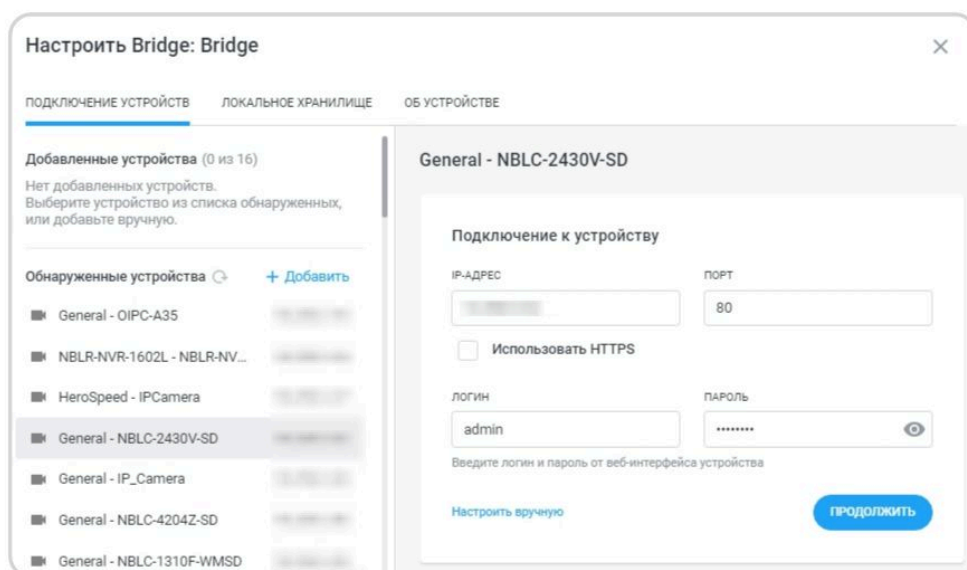 Настроить Bridge: Bridge
ПОДКЛЮЧЕНИЕ УСТРОЙСТВ ЛОКАЛЬНОЕ ХРАНИЛИЩЕ ОБ УСТРОЙСТВЕ
Добавленные устройства (0 из 16)
Нет добавленных устройств.
Выберите устройство из списка обнаруженных,
или добавьте вручную.
Обнаруженные устройства + Добавить
General - OIPC-A35
NBLR-NVR-1602L - NBLR-NV...
HeroSpeed - IPCamera
General - NBLC-2430V-SD
General - IP_Camera
General - NBLC-4204Z-SD
General - NBLC-1310F-WMSD
General - NBLC-2430V-SD
Подключение к устройству
IP-АДРЕС ПОРТ
80
Использовать HTTPS
ЛОГИН ПАРОЛЬ
admin ••••••••
Введите логин и пароль от веб-интерфейса устройства
Настроить вручную ПРОДОЛЖИТЬ